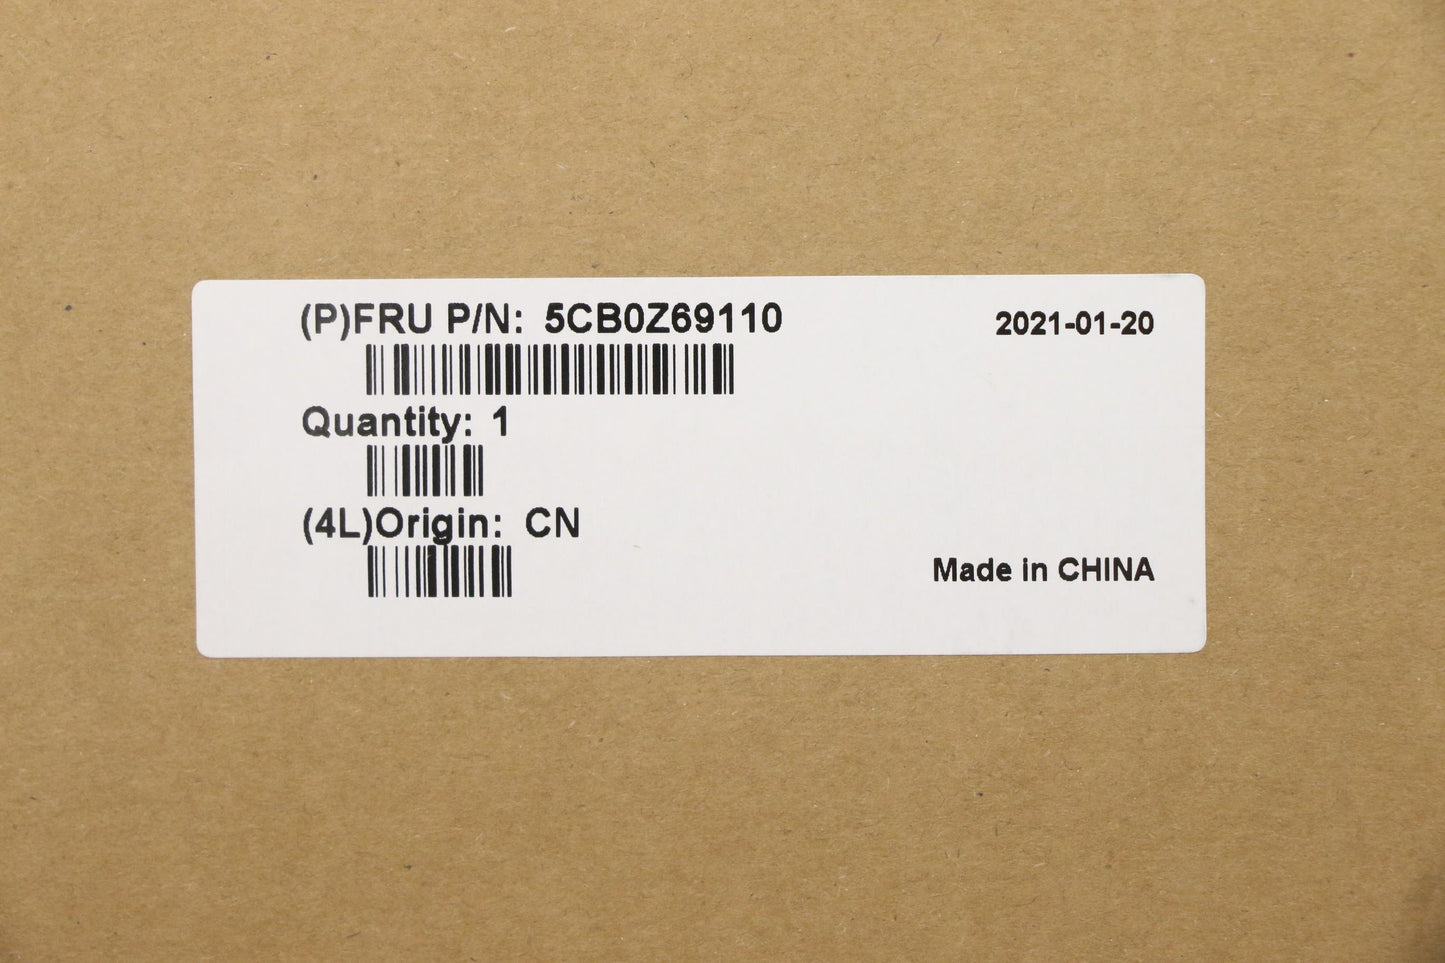 (P)FRU P/N: 5CB0Z69110
2021-01-20
Quantity: 1
(4L)Origin: CN
Made in CHINA